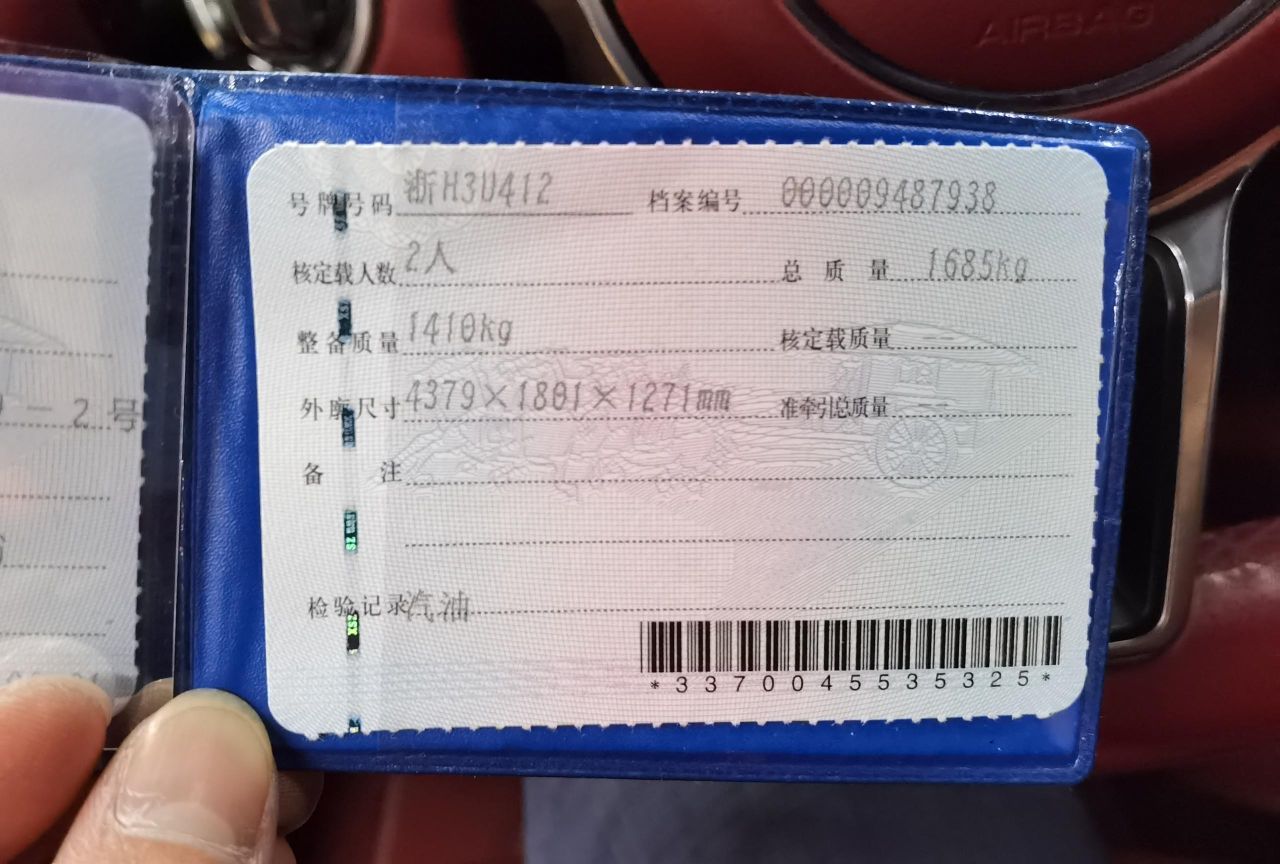 AIRBAG
号牌号码 浙H3U412 档案编号 000009487938
核定载人数 2人 总质量 1685kg
整备质量 1410kg 核定载质量 --
外廓尺寸 4379×1801×1271mm 准牵引总质量 --
备注
检验记录 汽油
*3370045535325*
-2号